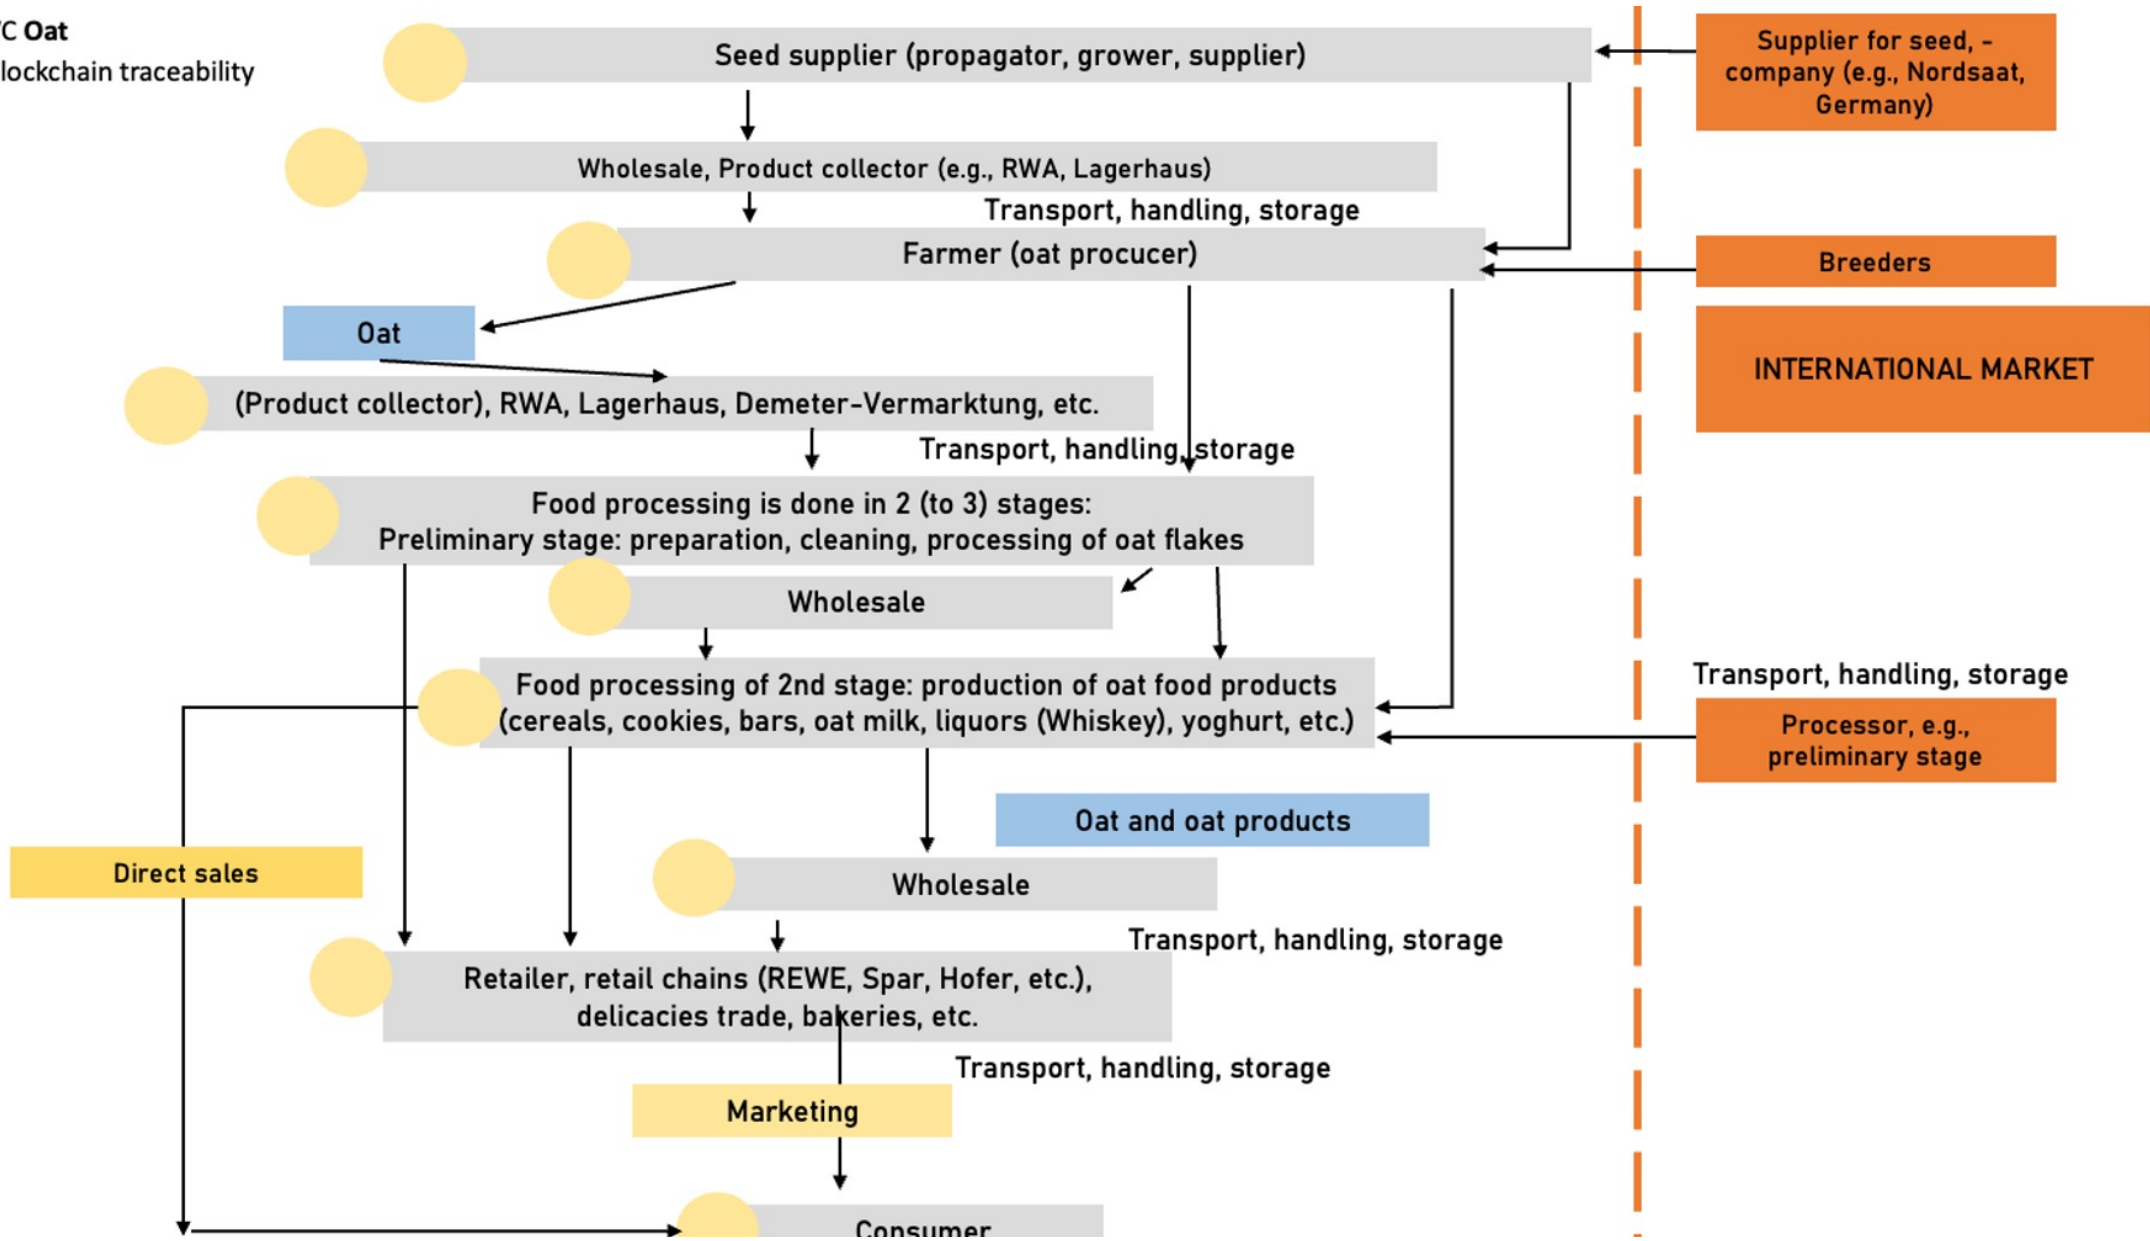 C Oat
lockchain traceability
Seed supplier (propagator, grower, supplier)
Supplier for seed, -
company (e.g., Nordsaat,
Germany)
Wholesale, Product collector (e.g., RWA, Lagerhaus)
Transport, handling, storage
Farmer (oat procucer)
Breeders
Oat
INTERNATIONAL MARKET
(Product collector), RWA, Lagerhaus, Demeter-Vermarktung, etc.
Transport, handling, storage
Food processing is done in 2 (to 3) stages:
Preliminary stage: preparation, cleaning, processing of oat flakes
Wholesale
Food processing of 2nd stage: production of oat food products
(cereals, cookies, bars, oat milk, liquors (Whiskey), yoghurt, etc.)
Transport, handling, storage
Processor, e.g.,
preliminary stage
Oat and oat products
Direct sales
Wholesale
Transport, handling, storage
Retailer, retail chains (REWE, Spar, Hofer, etc.),
delicacies trade, bakeries, etc.
Transport, handling, storage
Marketing
Consumer